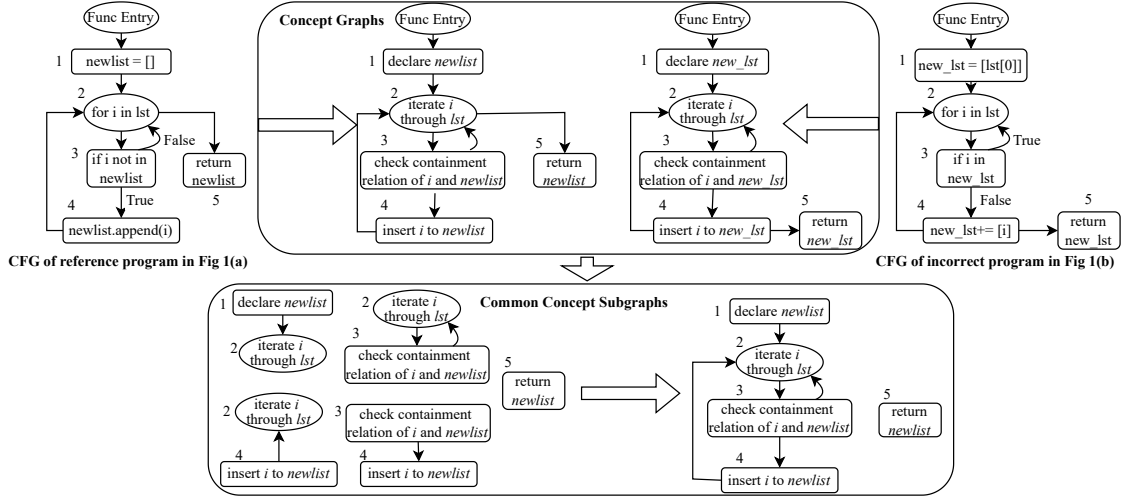 Func Entry
1
newlist = []
2
for i in lst
False
3
if i not in
newlist
return
newlist
5
True
4
newlist.append(i)
CFG of reference program in Fig 1(a)
Concept Graphs
Func Entry
1
declare newlist
2
iterate i
through lst
3
check containment
relation of i and newlist
5
return
newlist
4
insert i to newlist
Func Entry
1
declare new_lst
2
iterate i
through lst
3
check containment
relation of i and new_lst
4
insert i to new_lst
5
return
new_lst
Func Entry
1
new_lst = [lst[0]]
2
for i in lst
True
3
if i in
new_lst
False
4
new_lst+= [i]
5
return
new_lst
CFG of incorrect program in Fig 1(b)
Common Concept Subgraphs
1
declare newlist
2
iterate i
through lst
2
iterate i
through lst
3
check containment
relation of i and newlist
5
return
newlist
2
iterate i
through lst
4
insert i to newlist
3
check containment
relation of i and newlist
4
insert i to newlist
1
declare newlist
2
iterate i
through lst
3
check containment
relation of i and newlist
4
insert i to newlist
5
return
newlist